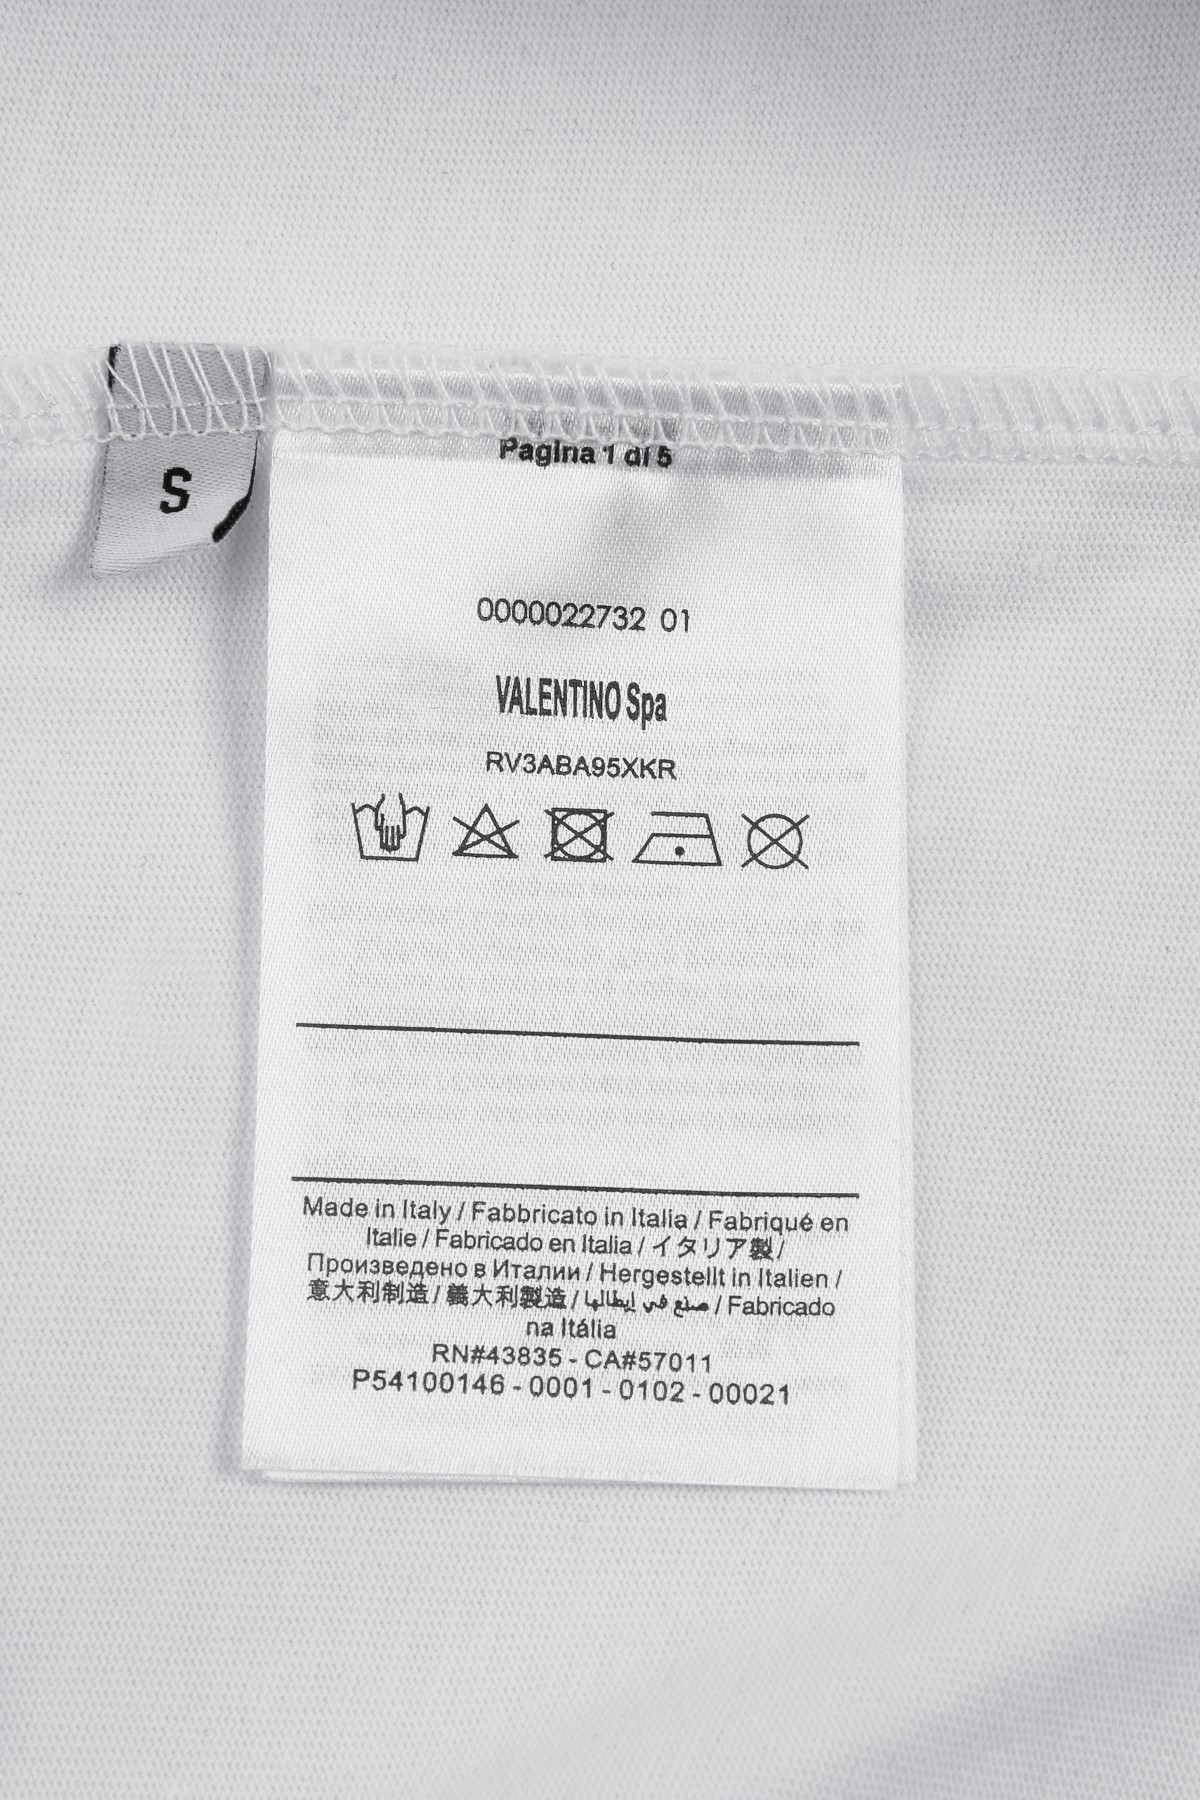 S
Pagina 1 di 5
0000022732 01
VALENTINO Spa
RV3ABA95XKR
Made in Italy / Fabbricato in Italia / Fabriqué en
Italie / Fabricado en Italia / イタリア製 /
Произведено в Италии / Hergestellt in Italien /
意大利制造 / 義大利製造 / صنع في إيطاليا / Fabricado
na Itália
RN#43835 - CA#57011
P54100146 - 0001 - 0102 - 00021